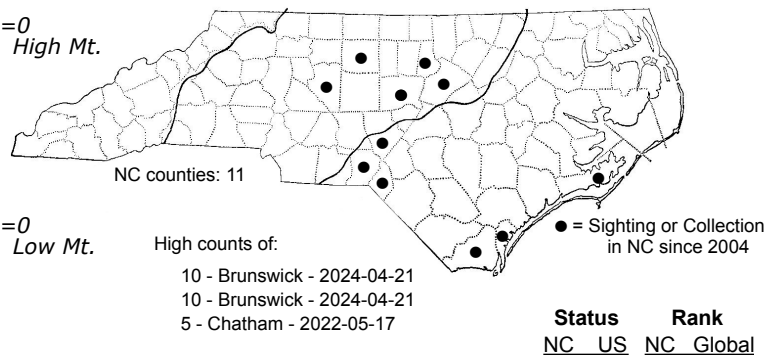 =0
High Mt.
NC counties: 11
=0
Low Mt.
High counts of:
10 - Brunswick - 2024-04-21
10 - Brunswick - 2024-04-21
5 - Chatham - 2022-05-17
● = Sighting or Collection
in NC since 2004
Status Rank
NC US NC Global